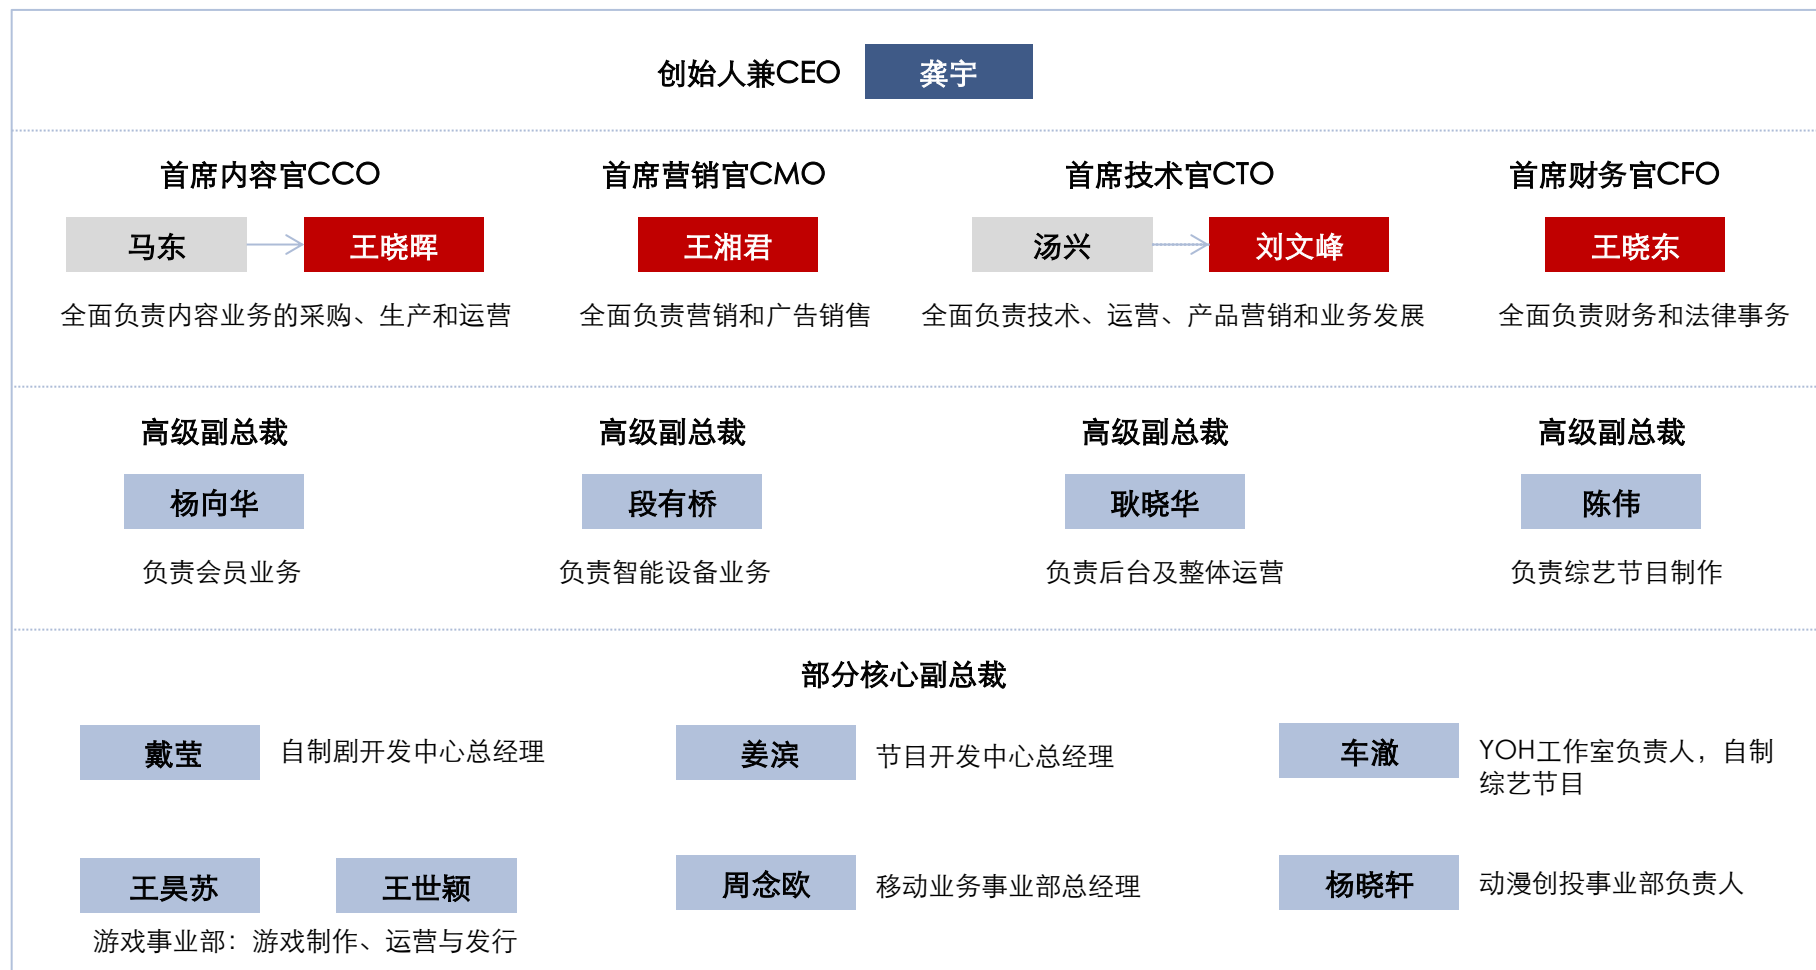 创始人兼CEO 龚宇
首席内容官CCO 首席营销官CMO 首席技术官CTO 首席财务官CFO
马东 王晓晖 王湘君 汤兴 刘文峰 王晓东
全面负责内容业务的采购、生产和运营 全面负责营销和广告销售 全面负责技术、运营、产品营销和业务发展 全面负责财务和法律事务
高级副总裁 高级副总裁 高级副总裁 高级副总裁
杨向华 段有桥 耿晓华 陈伟
负责会员业务 负责智能设备业务 负责后台及整体运营 负责综艺节目制作
部分核心副总裁
戴莹 自制剧开发中心总经理 姜滨 节目开发中心总经理 车澈 YOH工作室负责人，自制
综艺节目
王昊苏 王世颖 周念欧 移动业务事业部总经理 杨晓轩 动漫创投事业部负责人
游戏事业部：游戏制作、运营与发行